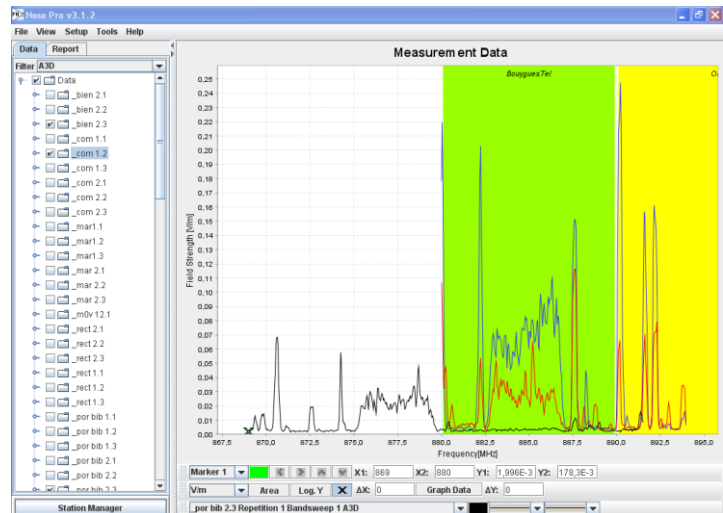 Nose Pro v3.1.2
File View Setup Tools Help
Data Report
Filter A3D
Data
_bien 2.1
_bien 2.2
_bien 2.3
_com 1.1
_com 1.2
_com 1.3
_com 2.1
_com 2.2
_com 2.3
_mar1.1
_mar1.2
_mar1.3
_mar 2.1
_mar 2.2
_mar 2.3
_m0v 12.1
_rect 2.1
_rect 2.2
_rect 2.3
_rect 1.1
_rect 1.2
_rect 1.3
_por bib 1.1
_por bib 1.2
_por bib 1.3
_por bib 2.1
_por bib 2.2
_por bib 2.3
Station Manager
Measurement Data
BouyguesTel
Field Strength [V/m]
0,26
0,25
0,24
0,23
0,22
0,21
0,20
0,19
0,18
0,17
0,16
0,15
0,14
0,13
0,12
0,11
0,10
0,09
0,08
0,07
0,06
0,05
0,04
0,03
0,02
0,01
0,00
867,5 870,0 872,5 875,0 877,5 880,0 882,5 885,0 887,5 890,0 892,5 895,0
Frequency[MHz]
Marker 1 X1: 869 X2: 880 Y1: 1,996E-3 Y2: 178,3E-3
V/m Area Log. Y X ΔX: 0 Graph Data ΔY: 0
_por bib 2.3 Repetition 1 Bandsweep 1 A3D